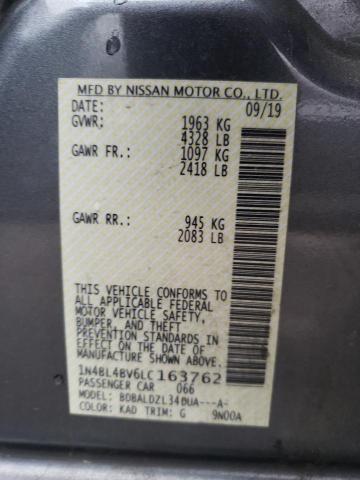 MFD BY NISSAN MOTOR CO., LTD.
DATE: 09/19
GVWR: 1963 KG
4328 LB
GAWR FR.: 1097 KG
2418 LB
GAWR RR.: 945 KG
2083 LB
THIS VEHICLE CONFORMS TO
ALL APPLICABLE FEDERAL
MOTOR VEHICLE SAFETY,
BUMPER, AND THEFT
PREVENTION STANDARDS
IN EFFECT ON THE DATE OF
MANUFACTURE SHOWN ABOVE.
1N4BL4BV6LC163762
PASSENGER CAR 066
MODEL: BDBALDZL34DUA---A-
COLOR: KAD TRIM: G 9N00A